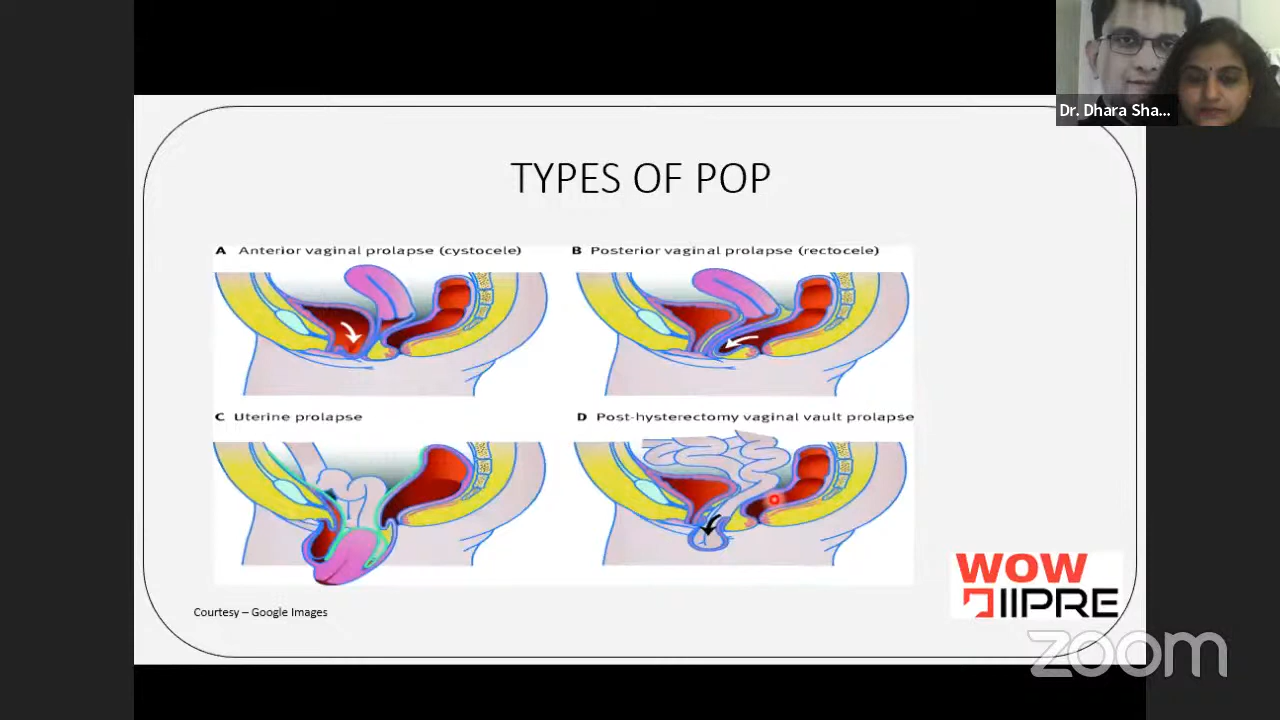 Dr. Dhara Sha...
TYPES OF POP
A Anterior vaginal prolapse (cystocele)
B Posterior vaginal prolapse (rectocele)
C Uterine prolapse
D Post-hysterectomy vaginal vault prolapse
Courtesy – Google Images
WOW
IIPRE
zoom